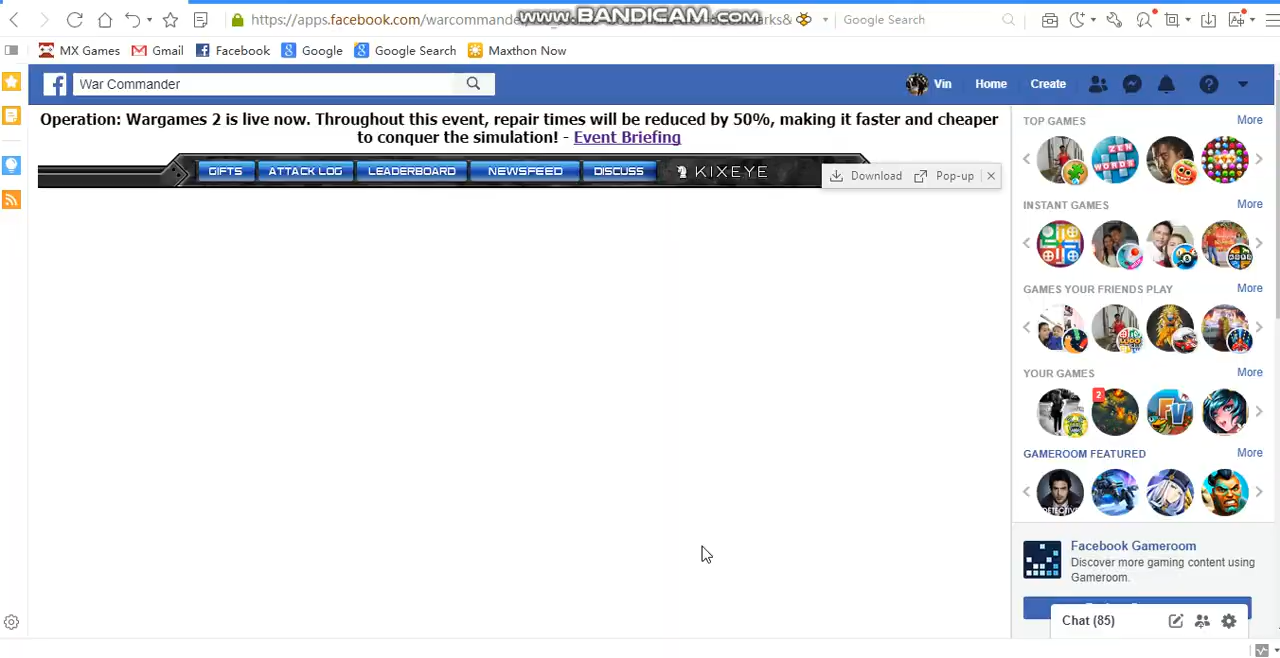 www.BANDICAM.com
https://apps.facebook.com/warcommande
Google Search
MX Games
Gmail
Facebook
Google
Google Search
Maxthon Now
War Commander
Vin
Home
Create
Operation: Wargames 2 is live now. Throughout this event, repair times will be reduced by 50%, making it faster and cheaper
to conquer the simulation! - Event Briefing
GIFTS
ATTACK LOG
LEADERBOARD
NEWSFEED
DISCUSS
KIXEYE
Download
Pop-up
TOP GAMES
More
INSTANT GAMES
More
GAMES YOUR FRIENDS PLAY
More
YOUR GAMES
More
2
GAMEROOM FEATURED
More
Facebook Gameroom
Discover more gaming content using
Gameroom.
Chat (85)